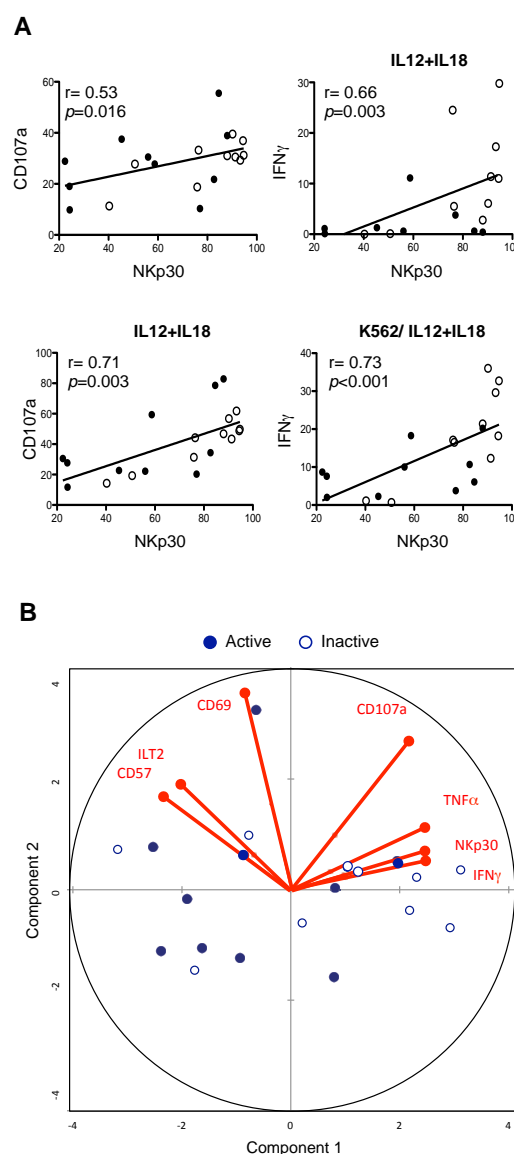 A
IL12+IL18
r= 0.53
p=0.016
r= 0.66
p=0.003
CD107a
60
40
20
0
20 40 60 80 100
NKp30
IFNγ
30
20
10
0
20 40 60 80 100
NKp30
IL12+IL18
K562/ IL12+IL18
r= 0.71
p=0.003
r= 0.73
p<0.001
CD107a
100
80
60
40
20
0
20 40 60 80 100
NKp30
IFNγ
40
30
20
10
0
20 40 60 80 100
NKp30
B
Active Inactive
CD69
CD107a
ILT2
CD57
TNFα
NKp30
IFNγ
Component 2
4
2
0
-2
-4
-4 -2 0 2 4
Component 1